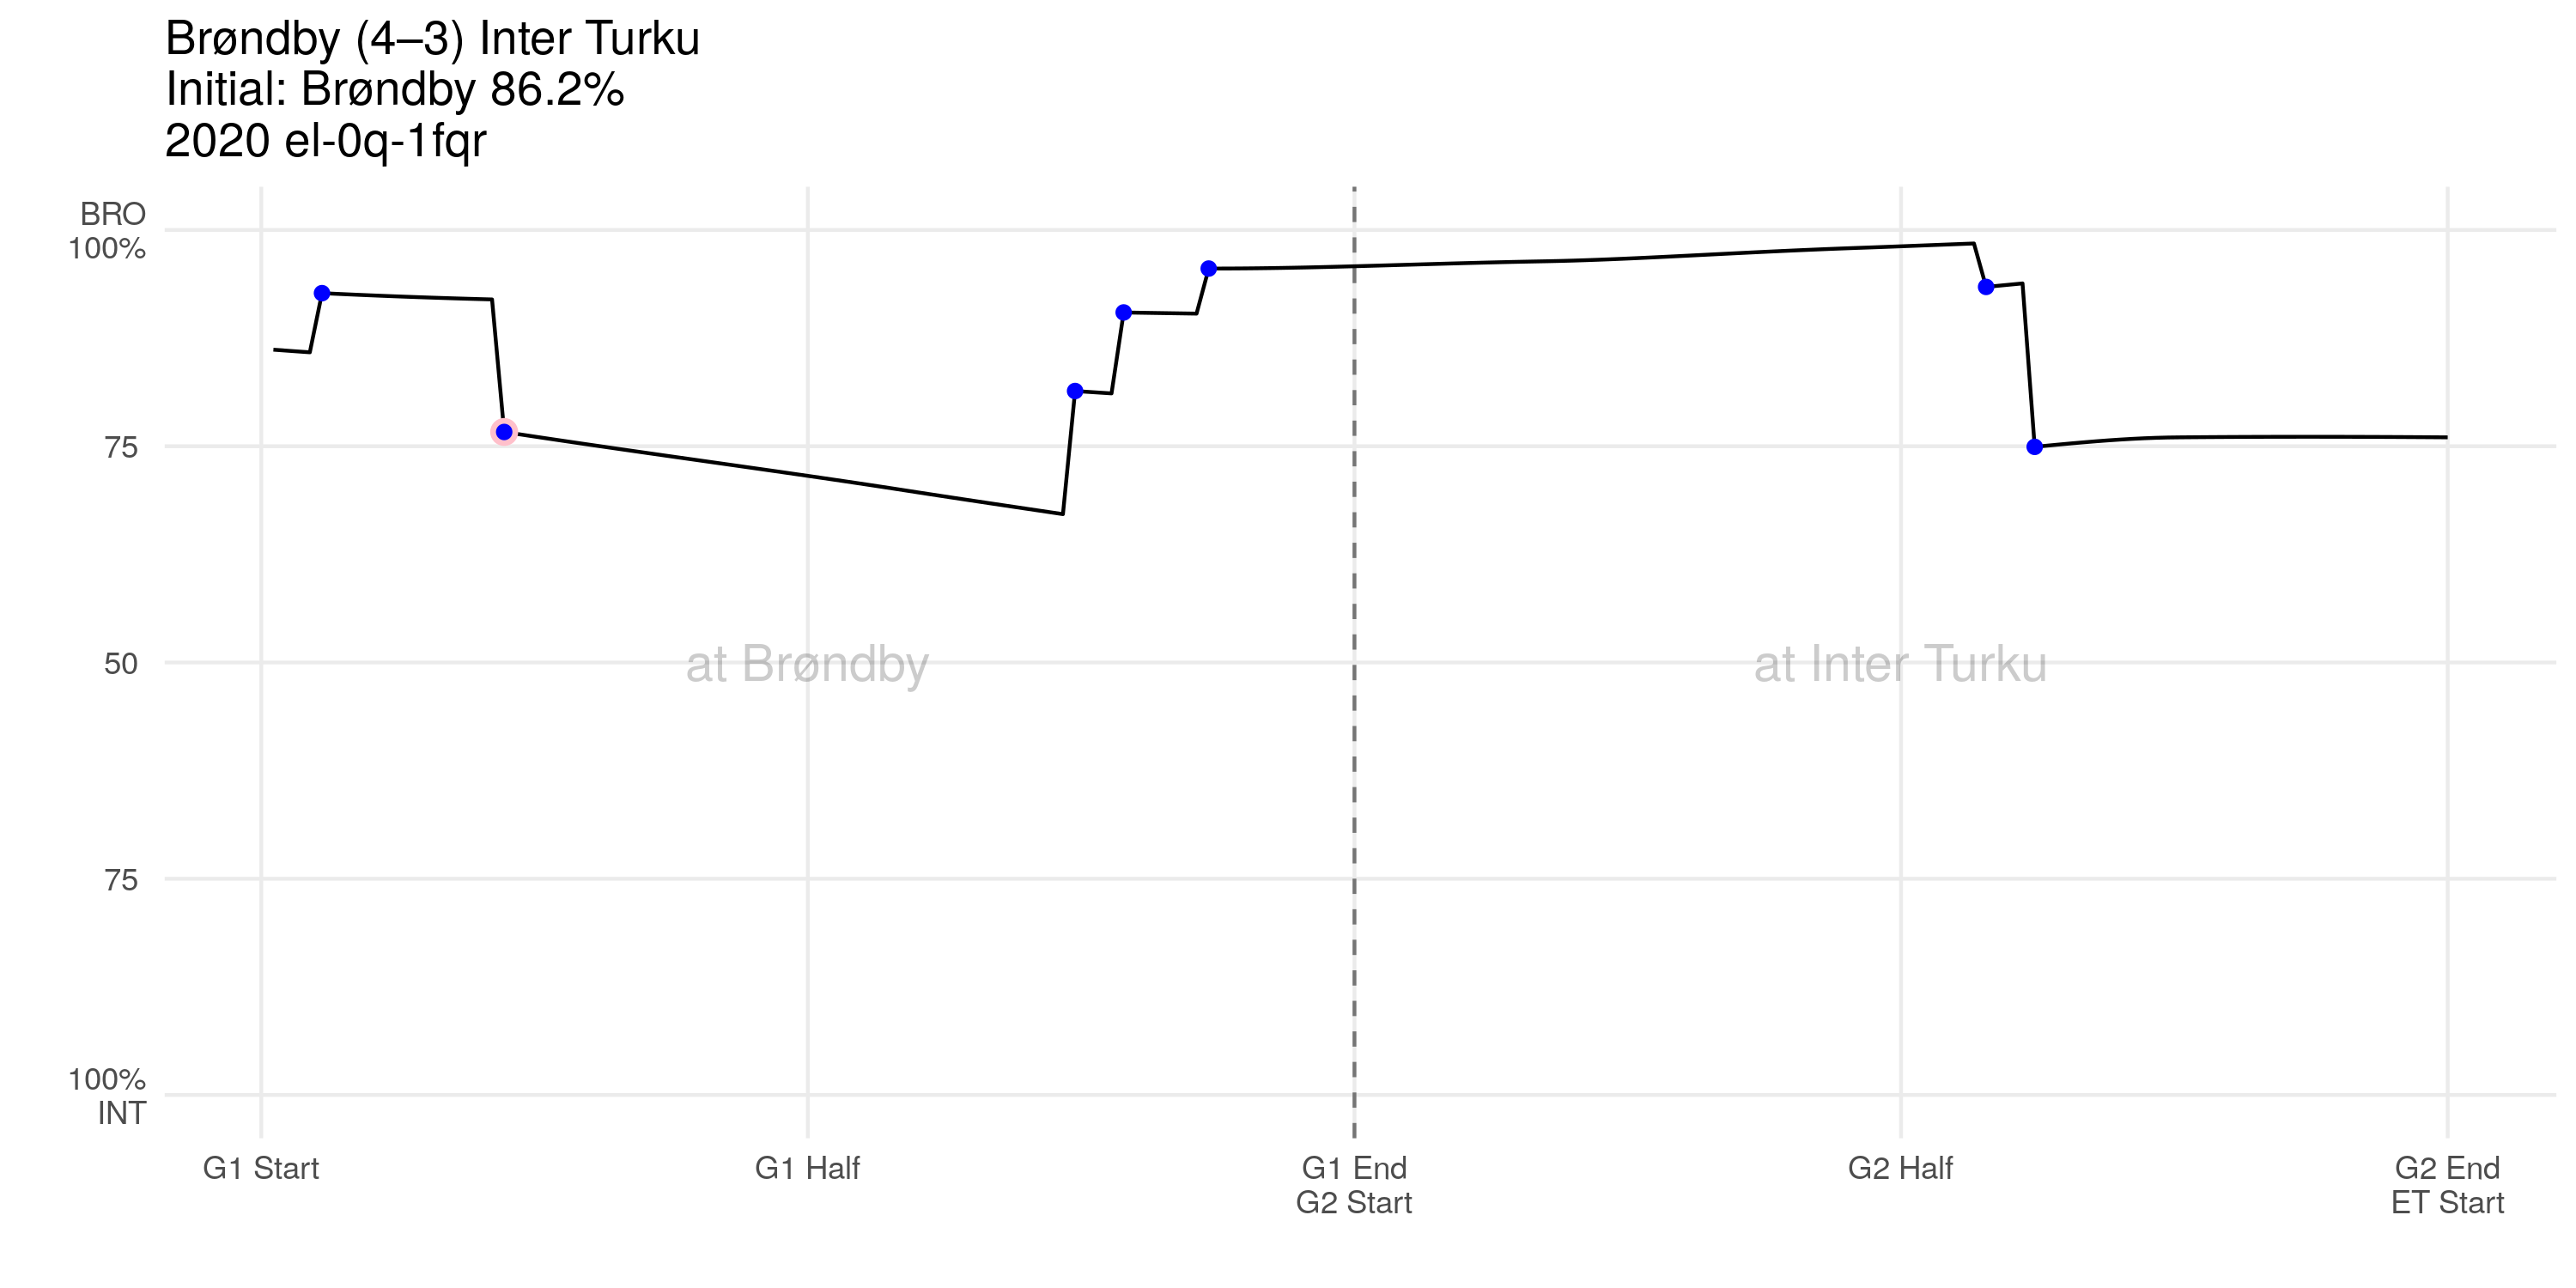 Brøndby (4–3) Inter Turku
Initial: Brøndby 86.2%
2020 el-0q-1fqr
BRO
100%
75
50
at Brøndby
at Inter Turku
75
100%
INT
G1 Start
G1 Half
G1 End
G2 Start
G2 Half
G2 End
ET Start